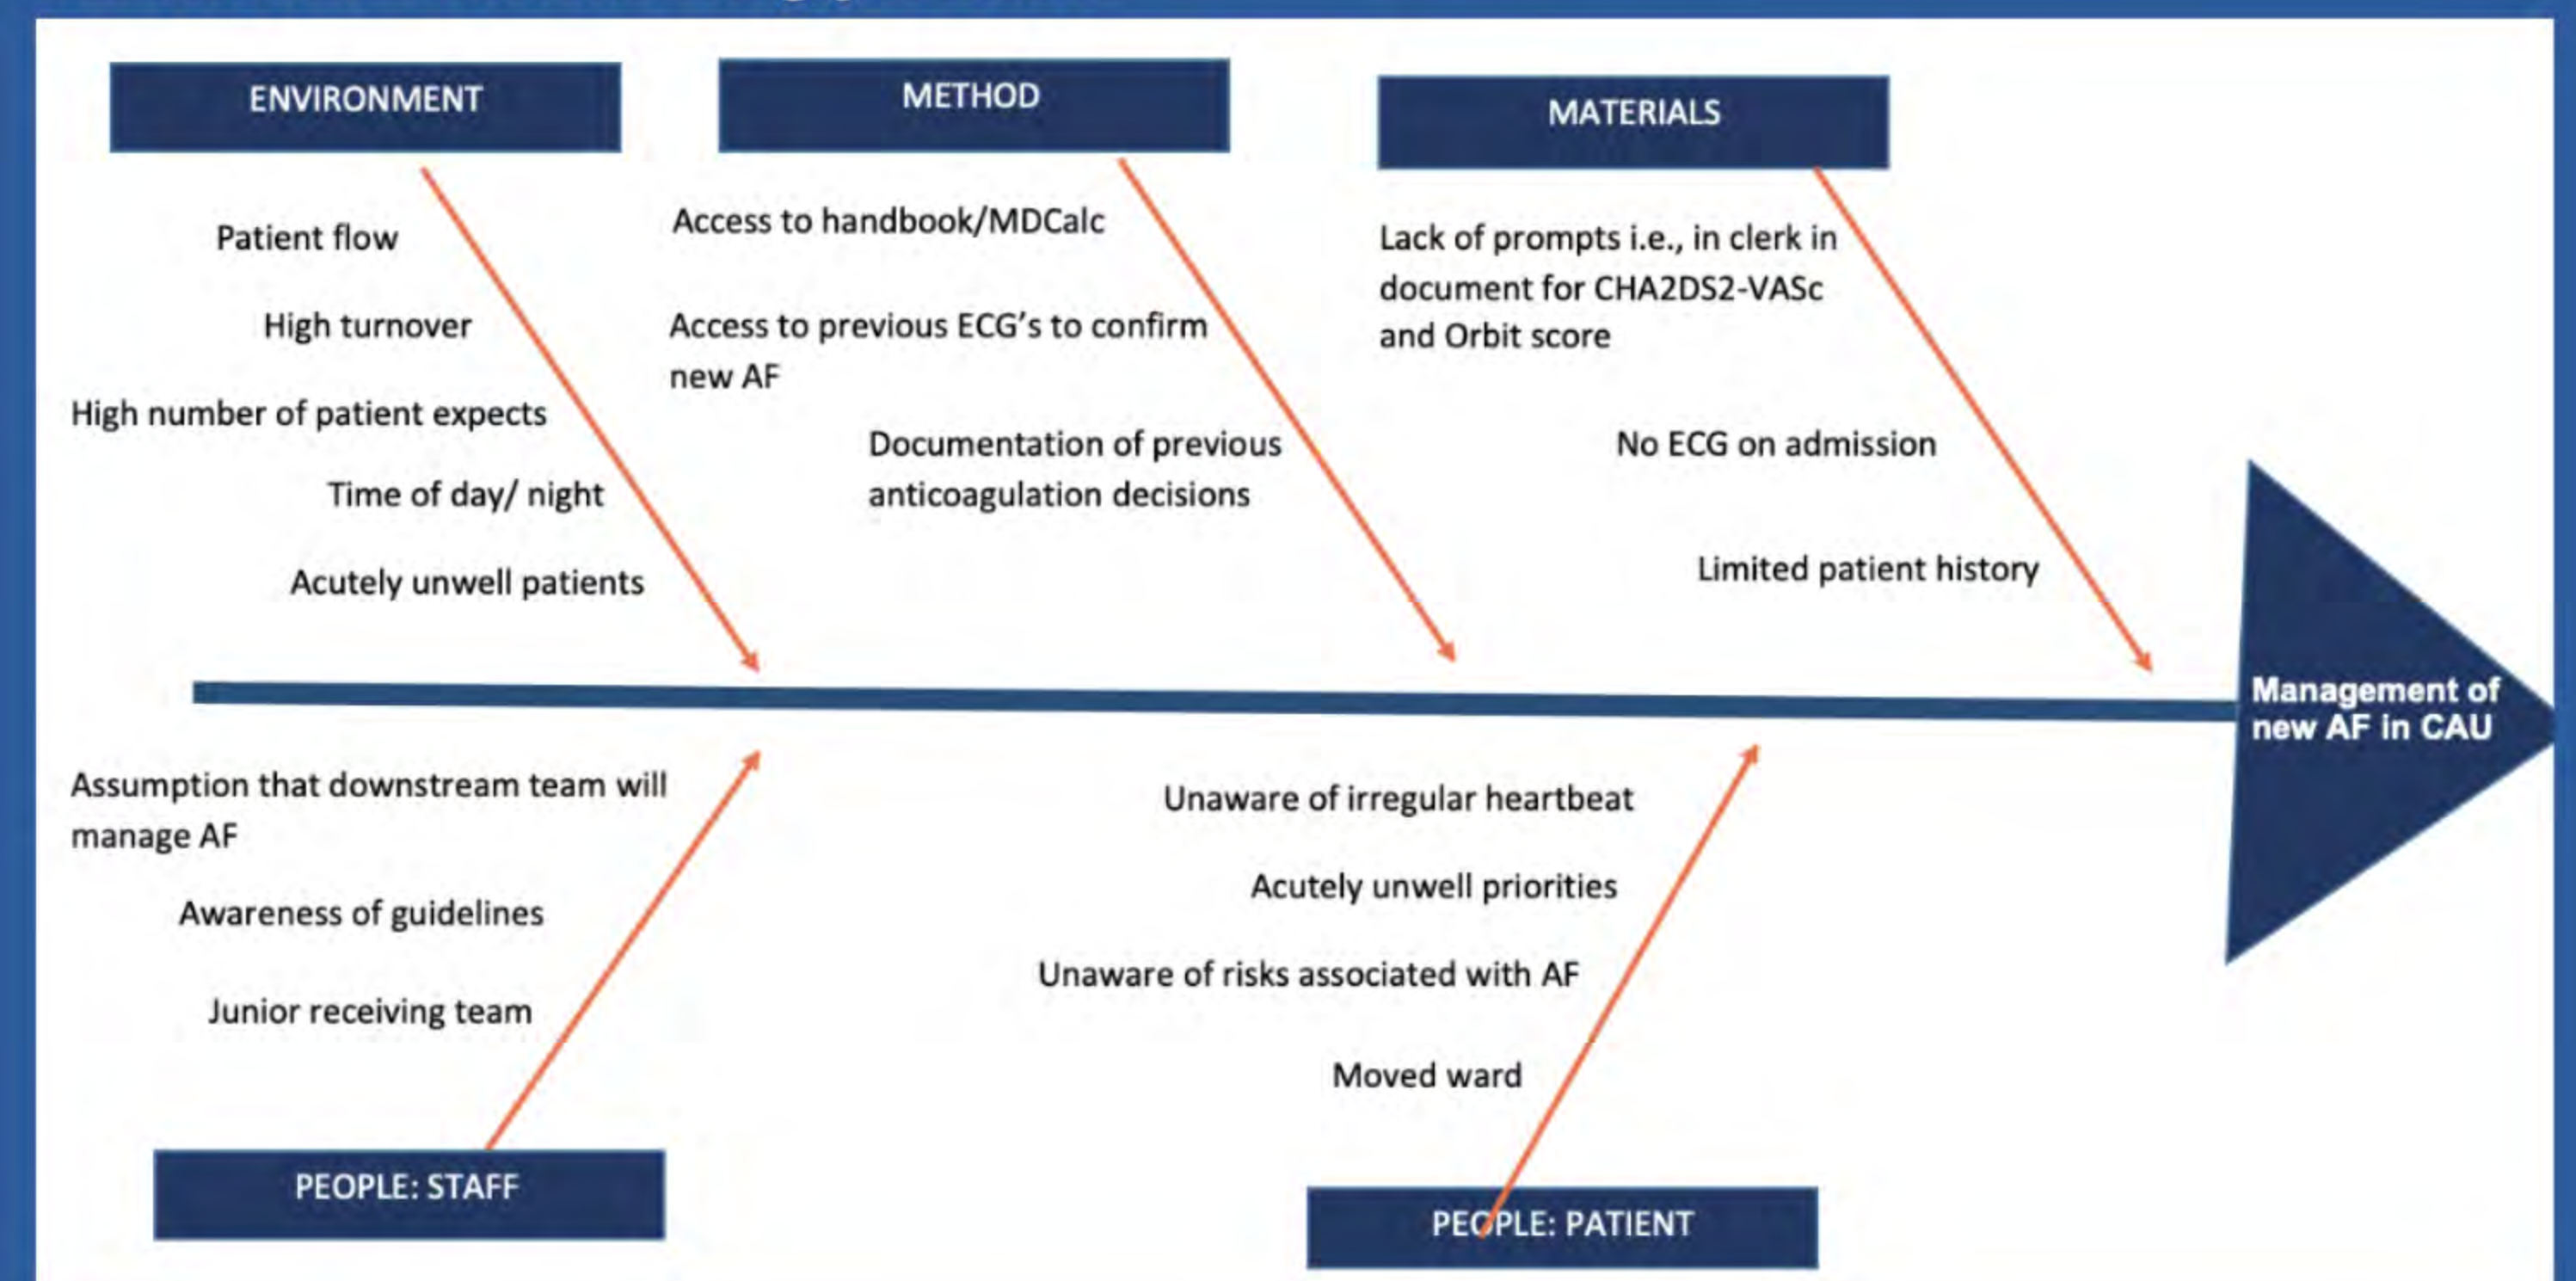 ENVIRONMENT
Patient flow
High turnover
High number of patient expects
Time of day/ night
Acutely unwell patients
METHOD
Access to handbook/MDCalc
Access to previous ECG's to confirm
new AF
Documentation of previous
anticoagulation decisions
MATERIALS
Lack of prompts i.e., in clerk in
document for CHA2DS2-VASc
and Orbit score
No ECG on admission
Limited patient history
Management of
new AF in CAU
Assumption that downstream team will
manage AF
Awareness of guidelines
Junior receiving team
PEOPLE: STAFF
Unaware of irregular heartbeat
Acutely unwell priorities
Unaware of risks associated with AF
Moved ward
PEOPLE: PATIENT